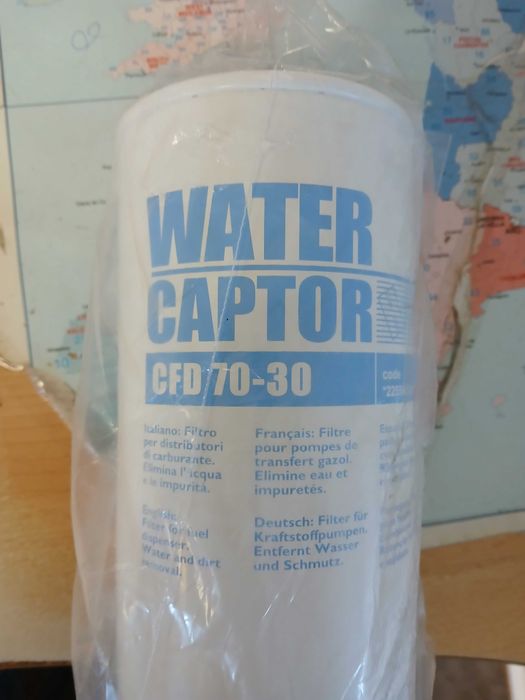 WATER
CAPTOR
CFD 70-30
code
Italiano: Filtro
per distributori
di carburante.
Elimina l'acqua
e le impurità.
Français: Filtre
pour pompes de
transfert gazol.
Elimine eau et
impuretés.
English:
Filter for fuel
dispenser.
Water and dirt
removal.
Deutsch: Filter für
Kraftstoffpumpen.
Entfernt Wasser
und Schmutz.